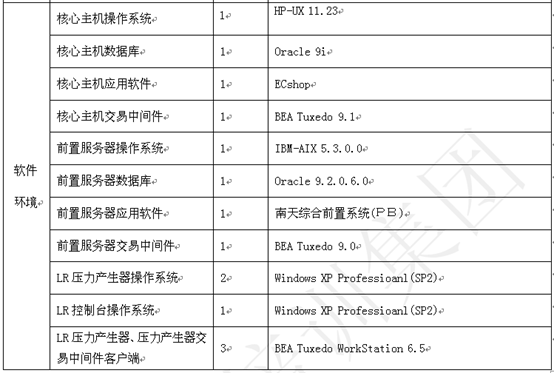 核心主机操作系统 1 HP-UX 11.23
核心主机数据库 1 Oracle 9i
核心主机应用软件 1 ECshop
核心主机交易中间件 1 BEA Tuxedo 9.1
前置服务器操作系统 1 IBM-AIX 5.3.0.0
软件
环境
前置服务器数据库 1 Oracle 9.2.0.6.0
前置服务器应用软件 1 南天综合前置系统(ＰＢ)
前置服务器交易中间件 1 BEA Tuxedo 9.0
LR 压力产生器操作系统 2 Windows XP Professioanl(SP2)
LR 控制台操作系统 1 Windows XP Professioanl(SP2)
LR 压力产生器、压力产生器交
易中间件客户端 3 BEA Tuxedo WorkStation 6.5
培训集团